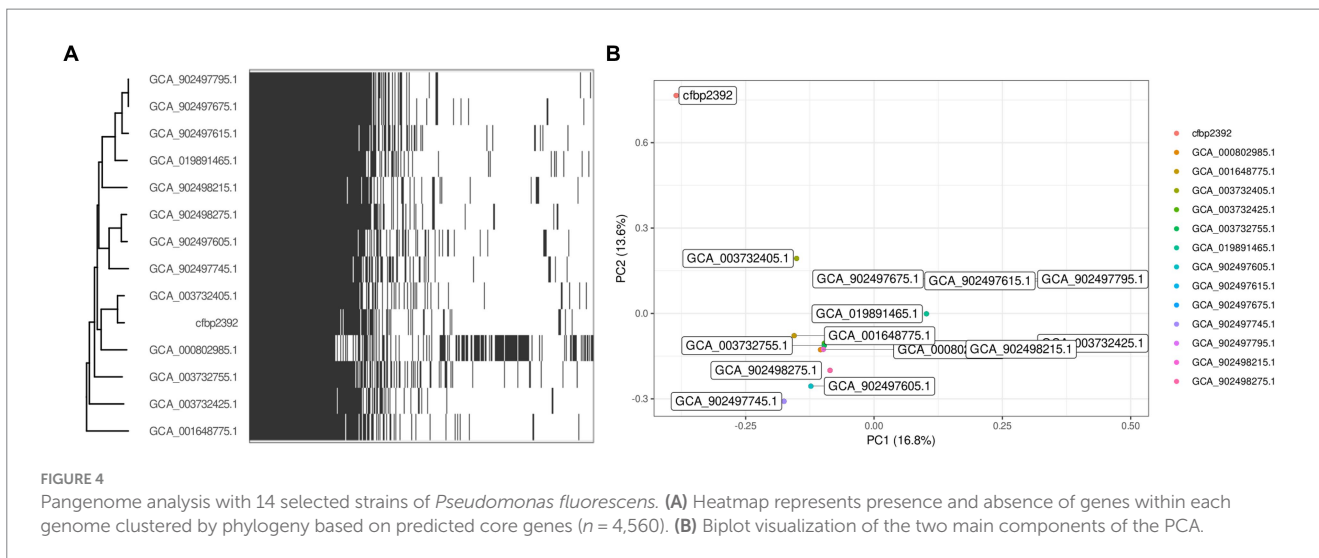 A
GCA_902497795.1
GCA_902497675.1
GCA_902497615.1
GCA_019891465.1
GCA_902498215.1
GCA_902498275.1
GCA_902497605.1
GCA_902497745.1
GCA_003732405.1
cfbp2392
GCA_000802985.1
GCA_003732755.1
GCA_003732425.1
GCA_001648775.1
B
PC2 (13.6%)
0.6
0.3
0.0
-0.3
cfbp2392
GCA_003732405.1
GCA_902497675.1
GCA_902497615.1
GCA_902497795.1
GCA_019891465.1
GCA_001648775.1
GCA_003732755.1
GCA_000802
GCA_902498215.1
003732425.1
GCA_902498275.1
GCA_902497605.1
GCA_902497745.1
-0.25
0.00
0.25
0.50
PC1 (16.8%)
cfbp2392
GCA_000802985.1
GCA_001648775.1
GCA_003732405.1
GCA_003732425.1
GCA_003732755.1
GCA_019891465.1
GCA_902497605.1
GCA_902497615.1
GCA_902497675.1
GCA_902497745.1
GCA_902497795.1
GCA_902498215.1
GCA_902498275.1
FIGURE 4
Pangenome analysis with 14 selected strains of Pseudomonas fluorescens. (A) Heatmap represents presence and absence of genes within each
genome clustered by phylogeny based on predicted core genes (n = 4,560). (B) Biplot visualization of the two main components of the PCA.